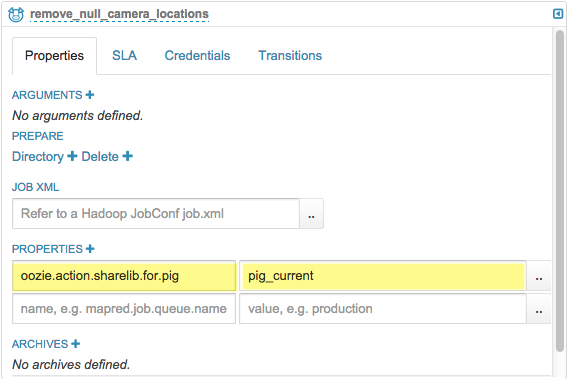 remove_null_camera_locations
Properties SLA Credentials Transitions
ARGUMENTS +
No arguments defined.
PREPARE
Directory + Delete +
JOB XML
Refer to a Hadoop JobConf job.xml ..
PROPERTIES +
oozie.action.sharelib.for.pig pig_current ..
name, e.g. mapred.job.queue.name value, e.g. production ..
ARCHIVES +
No archives defined.